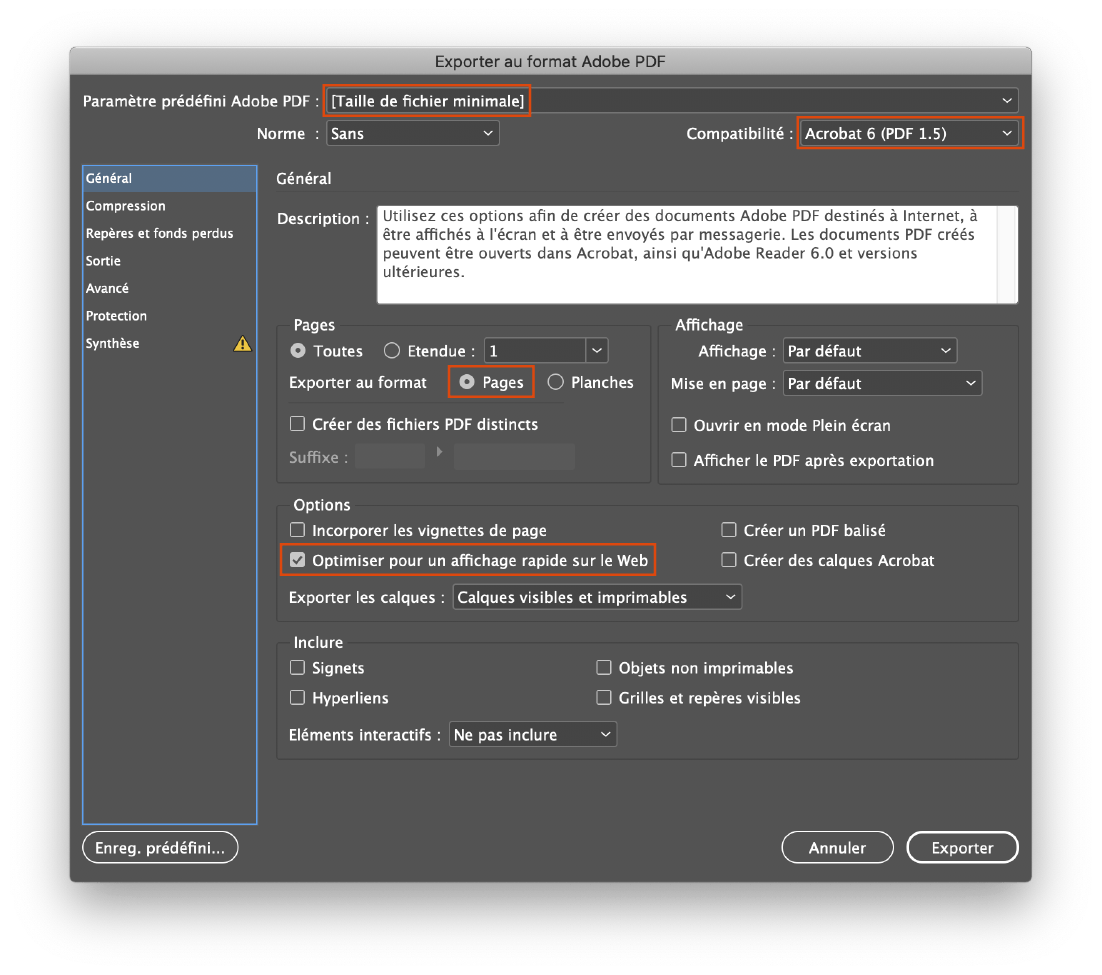 Exporter au format Adobe PDF
Paramètre prédéfini Adobe PDF : [Taille de fichier minimale]
Norme : Sans Compatibilité : Acrobat 6 (PDF 1.5)
Général
Compression
Repères et fonds perdus
Sortie
Avancé
Protection
Synthèse
Général
Description : Utilisez ces options afin de créer des documents Adobe PDF destinés à Internet, à
être affichés à l'écran et à être envoyés par messagerie. Les documents PDF créés
peuvent être ouverts dans Acrobat, ainsi qu'Adobe Reader 6.0 et versions
ultérieures.
Pages
Toutes Etendue : 1
Exporter au format Pages Planches
Créer des fichiers PDF distincts
Suffixe :
Affichage
Affichage : Par défaut
Mise en page : Par défaut
Ouvrir en mode Plein écran
Afficher le PDF après exportation
Options
Incorporer les vignettes de page Créer un PDF balisé
Optimiser pour un affichage rapide sur le Web Créer des calques Acrobat
Exporter les calques : Calques visibles et imprimables
Inclure
Signets Objets non imprimables
Hyperliens Grilles et repères visibles
Eléments interactifs : Ne pas inclure
Enreg. prédéfini... Annuler Exporter